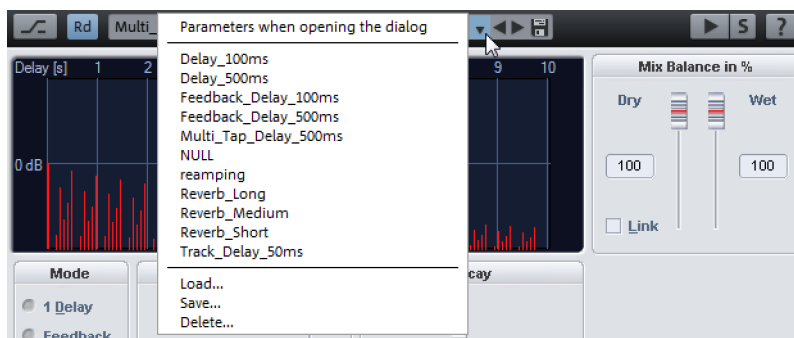 Rd Multi_ S ?
Parameters when opening the dialog
Delay_100ms
Delay_500ms
Feedback_Delay_100ms
Feedback_Delay_500ms
Multi_Tap_Delay_500ms
NULL
reamping
Reverb_Long
Reverb_Medium
Reverb_Short
Track_Delay_50ms
Load...
Save...
Delete...
Delay [s] 1 2 9 10
0 dB
Mix Balance in %
Dry Wet
100 100
Link
Mode cay
1 Delay
Feedback